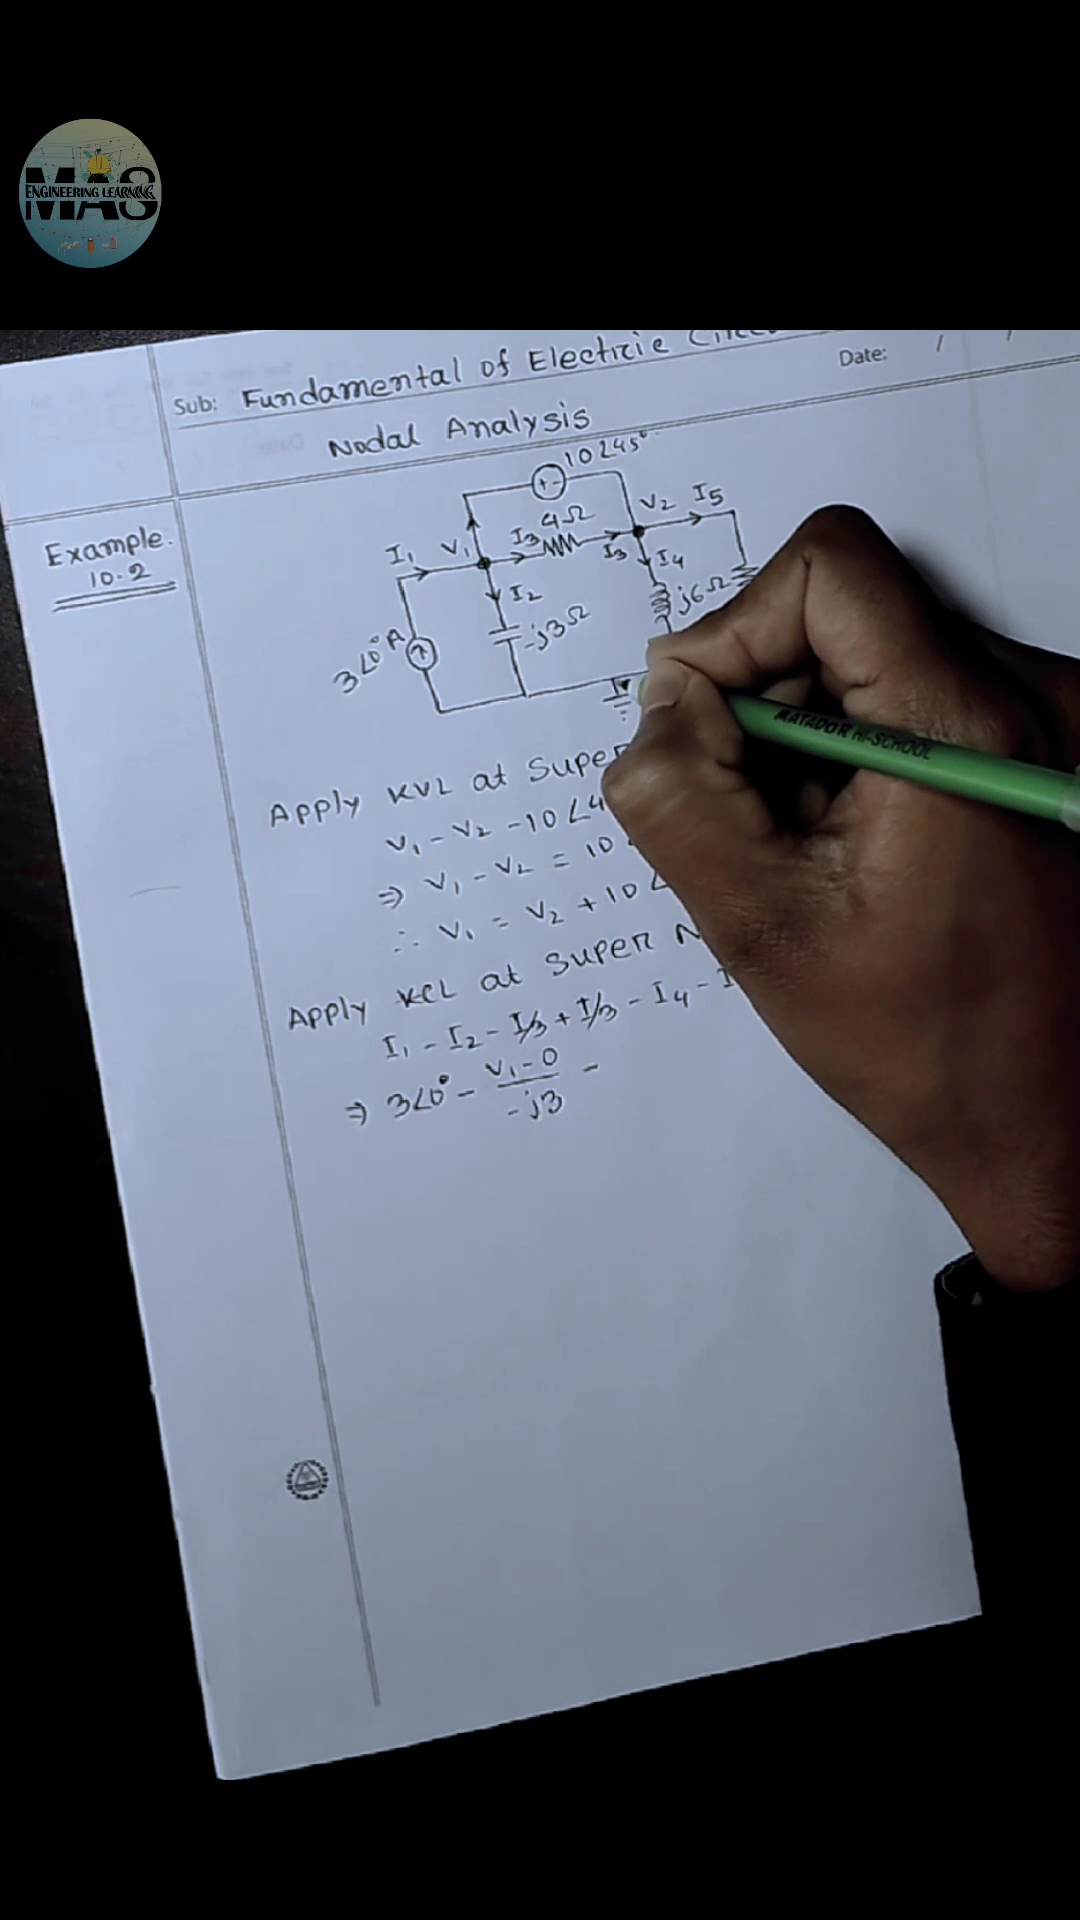 MAS
ENGINEERING LEARNING
Sub: Fundamental of Electric
Date: / /
Nodal Analysis
Example.
10.2
10∠45°
I₁ V₁ I₃ 4Ω I₃ V₂ I₅
I₂ I₄
3∠0°A -j3Ω j6Ω
Apply KVL at Super
V₁ - V₂ - 10∠4
⇒ V₁ - V₂ = 10
∴ V₁ = V₂ + 10∠
Apply KCL at Super N
I₁ - I₂ - I₃ + I₃ - I₄ - I
⇒ 3∠0° - V₁-0/-j3 -
MATADOR HI-SCHOOL